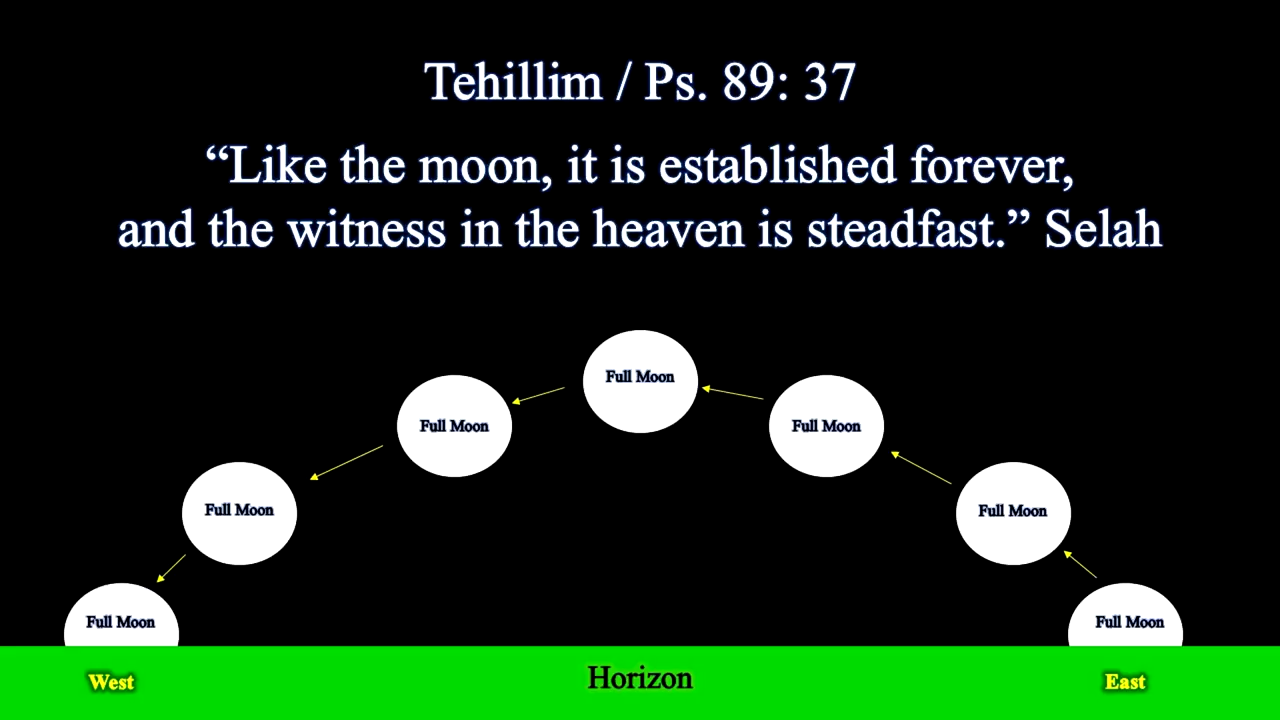 Tehillim / Ps. 89: 37
“Like the moon, it is established forever,
and the witness in the heaven is steadfast.” Selah
Full Moon
Full Moon
Full Moon
Full Moon
Full Moon
Full Moon
Full Moon
West
Horizon
East